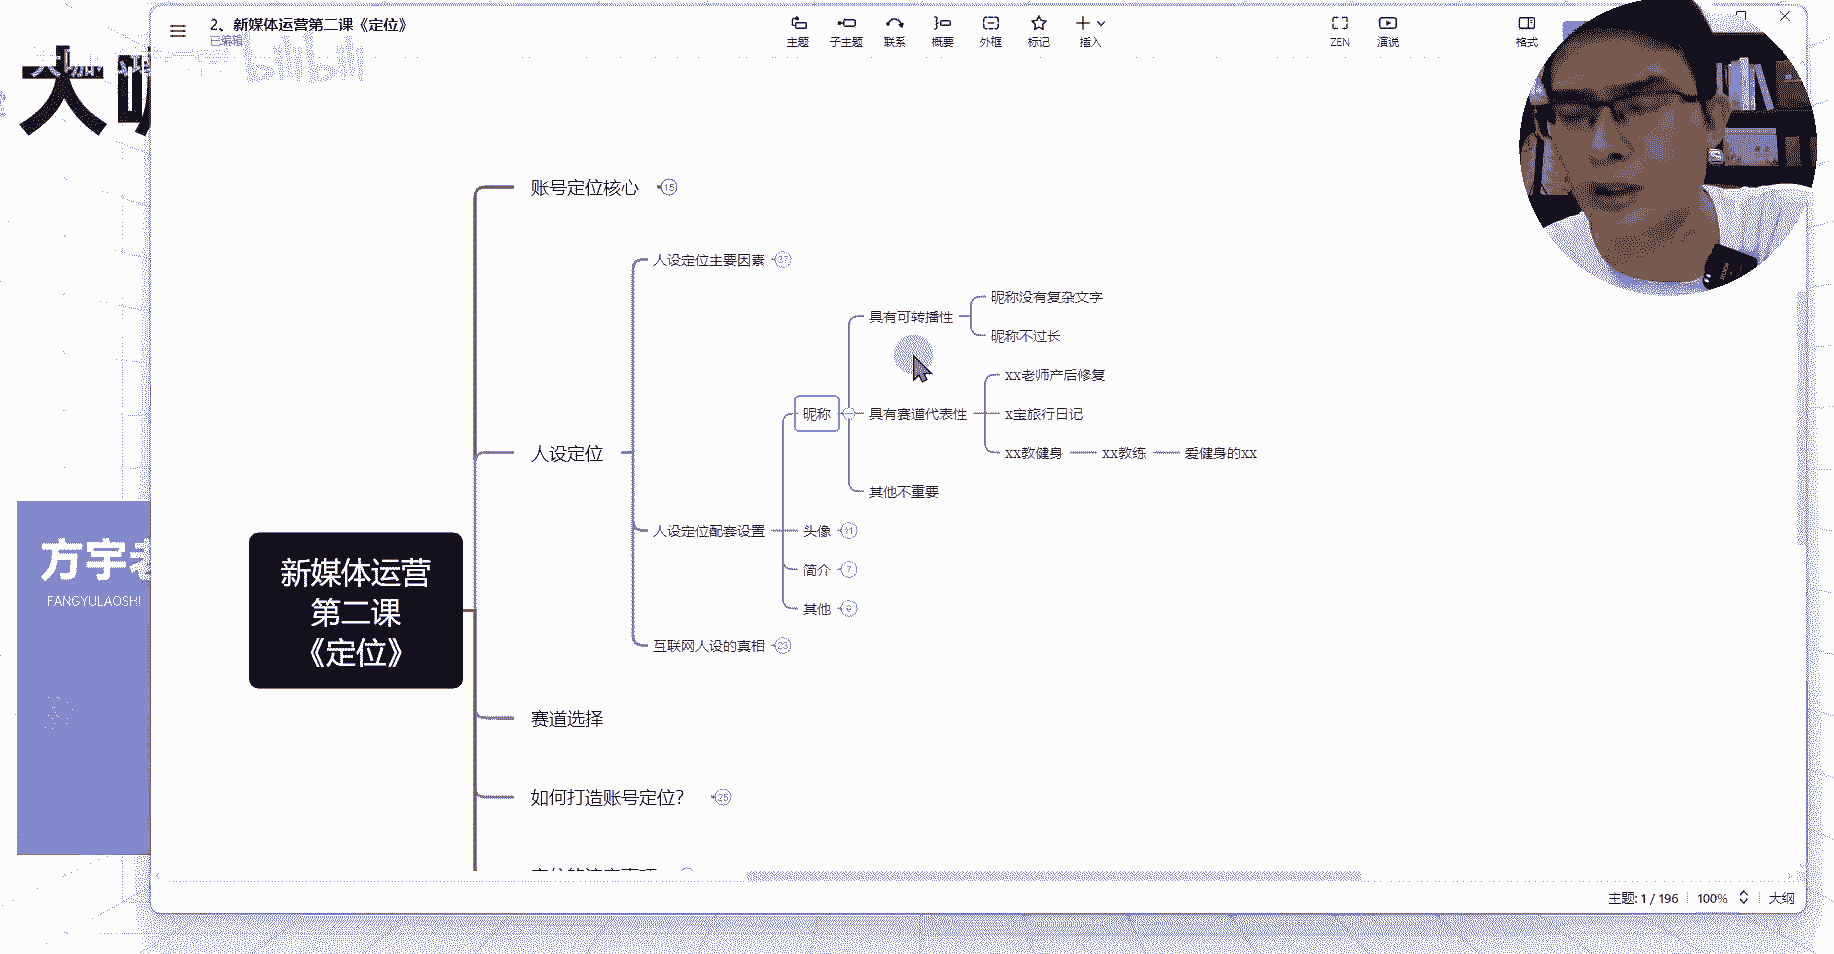 2、新媒体运营第二课《定位》
已编辑
bilibili
主题
子主题
联系
概要
外框
标记
插入
ZEN
演说
格式
大
方宇老
FANGYULAOSHI
新媒体运营
第二课
《定位》
账号定位核心
15
人设定位
人设定位主要因素
37
人设定位配套设置
昵称
具有可转播性
昵称没有复杂文字
昵称不过长
具有赛道代表性
xx老师产后修复
x宝旅行日记
xx教健身
xx教练
爱健身的xx
其他不重要
头像
11
简介
7
其他
9
互联网人设的真相
23
赛道选择
如何打造账号定位?
25
主题: 1 / 196
100%
大纲